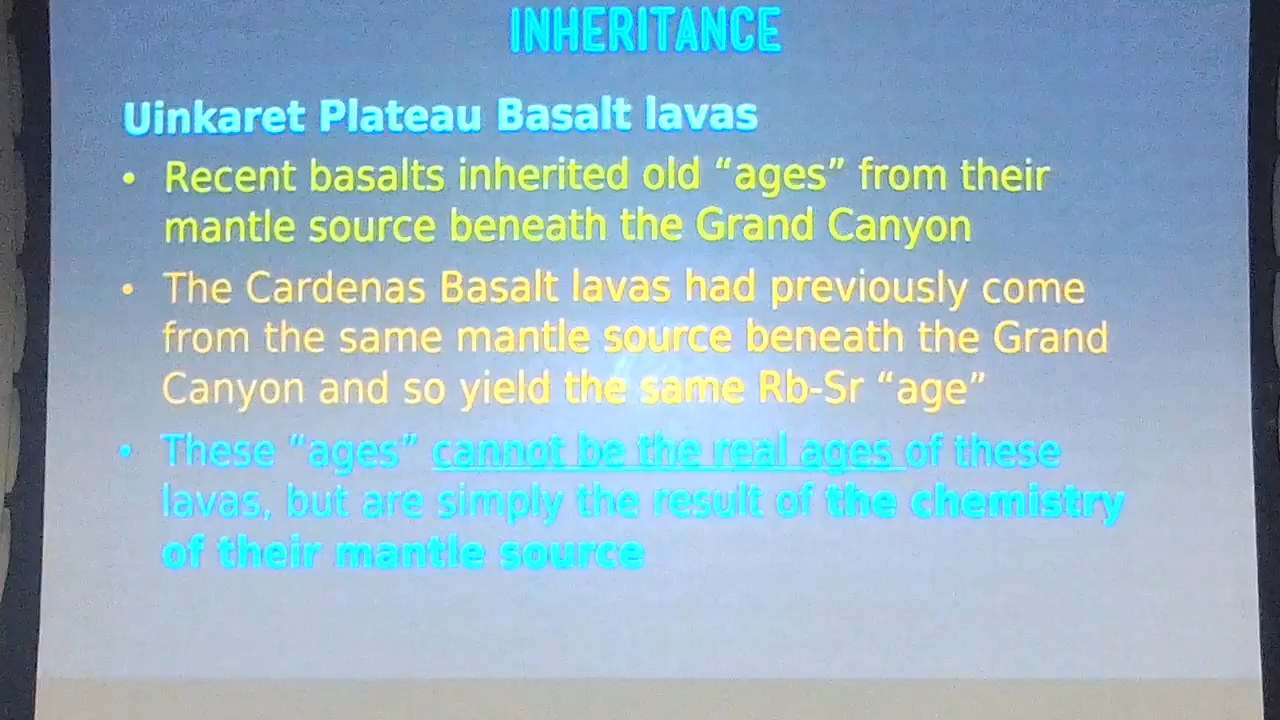 INHERITANCE
Uinkaret Plateau Basalt lavas
• Recent basalts inherited old “ages” from their
mantle source beneath the Grand Canyon
• The Cardenas Basalt lavas had previously come
from the same mantle source beneath the Grand
Canyon and so yield the same Rb-Sr “age”
• These “ages” cannot be the real ages of these
lavas, but are simply the result of the chemistry
of their mantle source